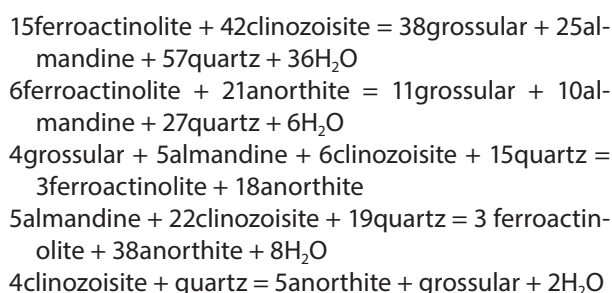 15ferroactinolite + 42clinozoisite = 38grossular + 25al-
mandine + 57quartz + 36H₂O
6ferroactinolite + 21anorthite = 11grossular + 10al-
mandine + 27quartz + 6H₂O
4grossular + 5almandine + 6clinozoisite + 15quartz =
3ferroactinolite + 18anorthite
5almandine + 22clinozoisite + 19quartz = 3 ferroactin-
olite + 38anorthite + 8H₂O
4clinozoisite + quartz = 5anorthite + grossular + 2H₂O